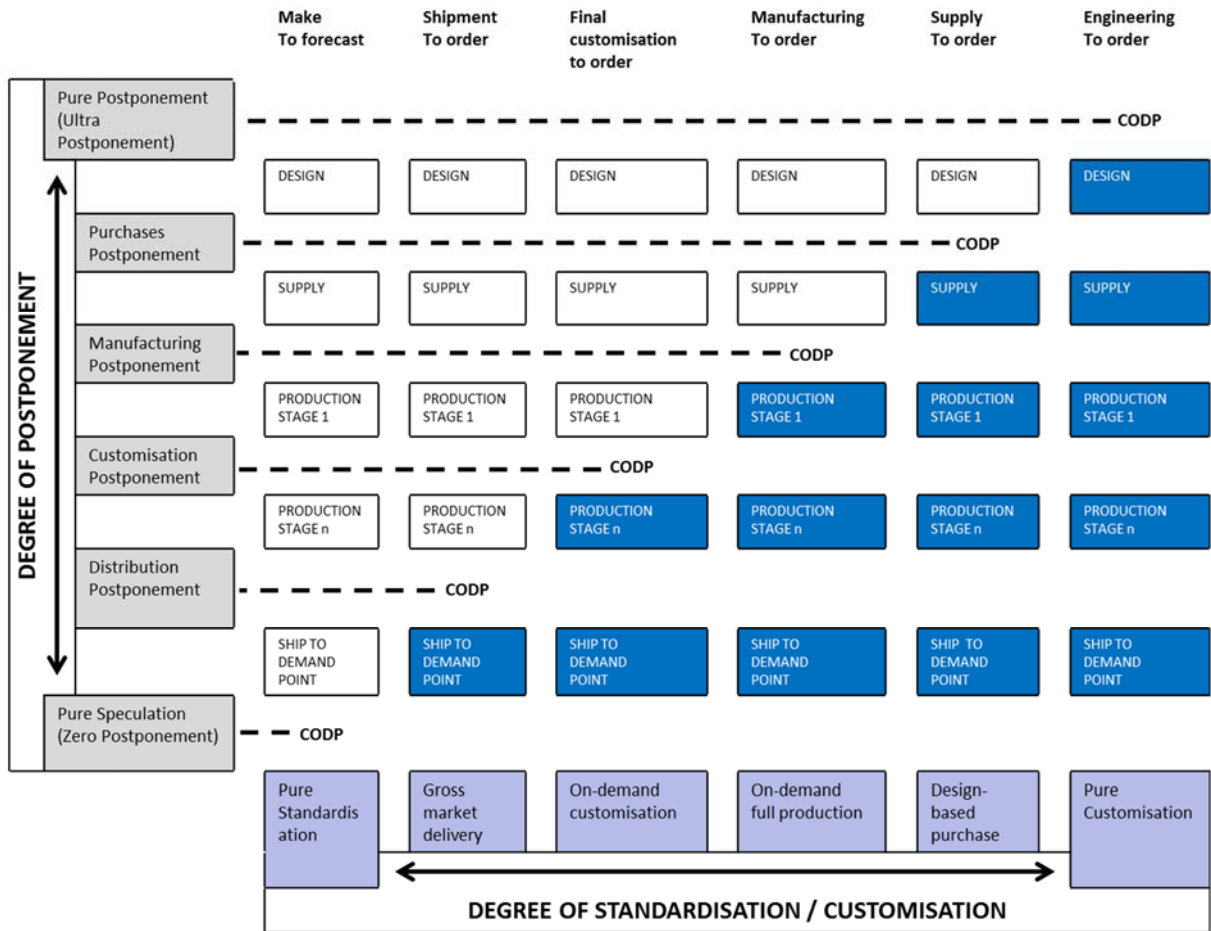 Make
To forecast
Shipment
To order
Final
customisation
to order
Manufacturing
To order
Supply
To order
Engineering
To order
DEGREE OF POSTPONEMENT
Pure Postponement
(Ultra
Postponement)
CODP
DESIGN
DESIGN
DESIGN
DESIGN
DESIGN
DESIGN
Purchases
Postponement
CODP
SUPPLY
SUPPLY
SUPPLY
SUPPLY
SUPPLY
SUPPLY
Manufacturing
Postponement
CODP
PRODUCTION
STAGE 1
PRODUCTION
STAGE 1
PRODUCTION
STAGE 1
PRODUCTION
STAGE 1
PRODUCTION
STAGE 1
PRODUCTION
STAGE 1
Customisation
Postponement
CODP
PRODUCTION
STAGE n
PRODUCTION
STAGE n
PRODUCTION
STAGE n
PRODUCTION
STAGE n
PRODUCTION
STAGE n
PRODUCTION
STAGE n
Distribution
Postponement
CODP
SHIP TO
DEMAND
POINT
SHIP TO
DEMAND
POINT
SHIP TO
DEMAND
POINT
SHIP TO
DEMAND
POINT
SHIP TO
DEMAND
POINT
SHIP TO
DEMAND
POINT
Pure Speculation
(Zero Postponement)
CODP
Pure
Standardis
ation
Gross
market
delivery
On-demand
customisation
On-demand
full production
Design-
based
purchase
Pure
Customisation
DEGREE OF STANDARDISATION / CUSTOMISATION